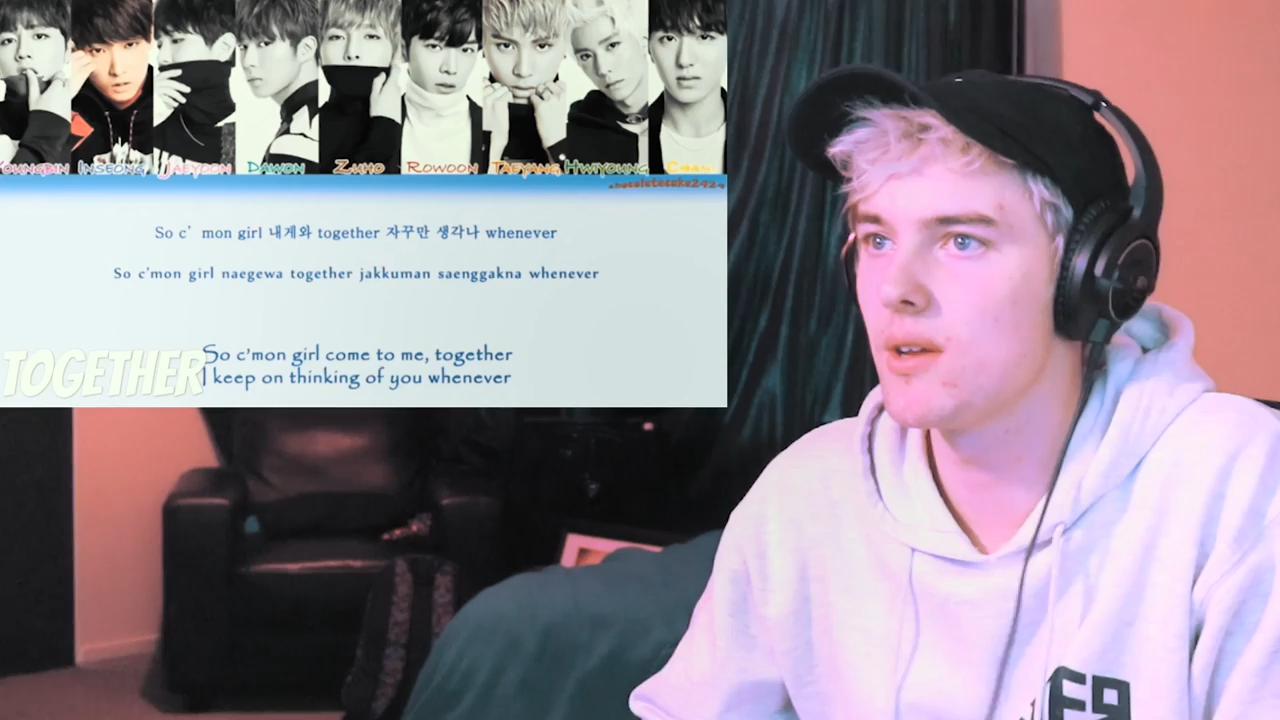 YOUNGBIN INSEONG JAEYOON DAWON ZUHO ROWOON TAEYANG HWIYOUNG CHANI
chocolatecake2424
So c' mon girl 내게와 together 자꾸만 생각나 whenever
So c'mon girl naegewa together jakkuman saenggakna whenever
So c'mon girl come to me, together
I keep on thinking of you whenever
TOGETHER